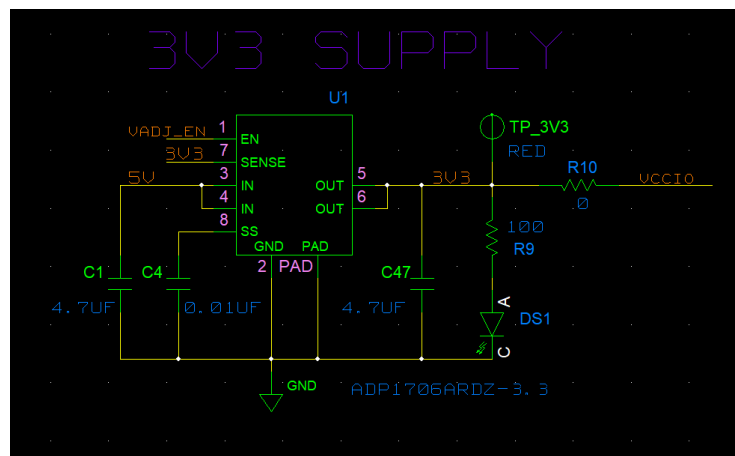 3V3 SUPPLY
U1
VADJ_EN 1 EN
3V3 7 SENSE
5V 3 IN
4 IN
8 SS
OUT 5
OUT 6
GND PAD
2 PAD
3V3
TP_3V3
RED
R10
0
VCCIO
100
R9
C1
4.7UF
C4
0.01UF
C47
4.7UF
A
DS1
C
GND
ADP1706ARDZ-3.3